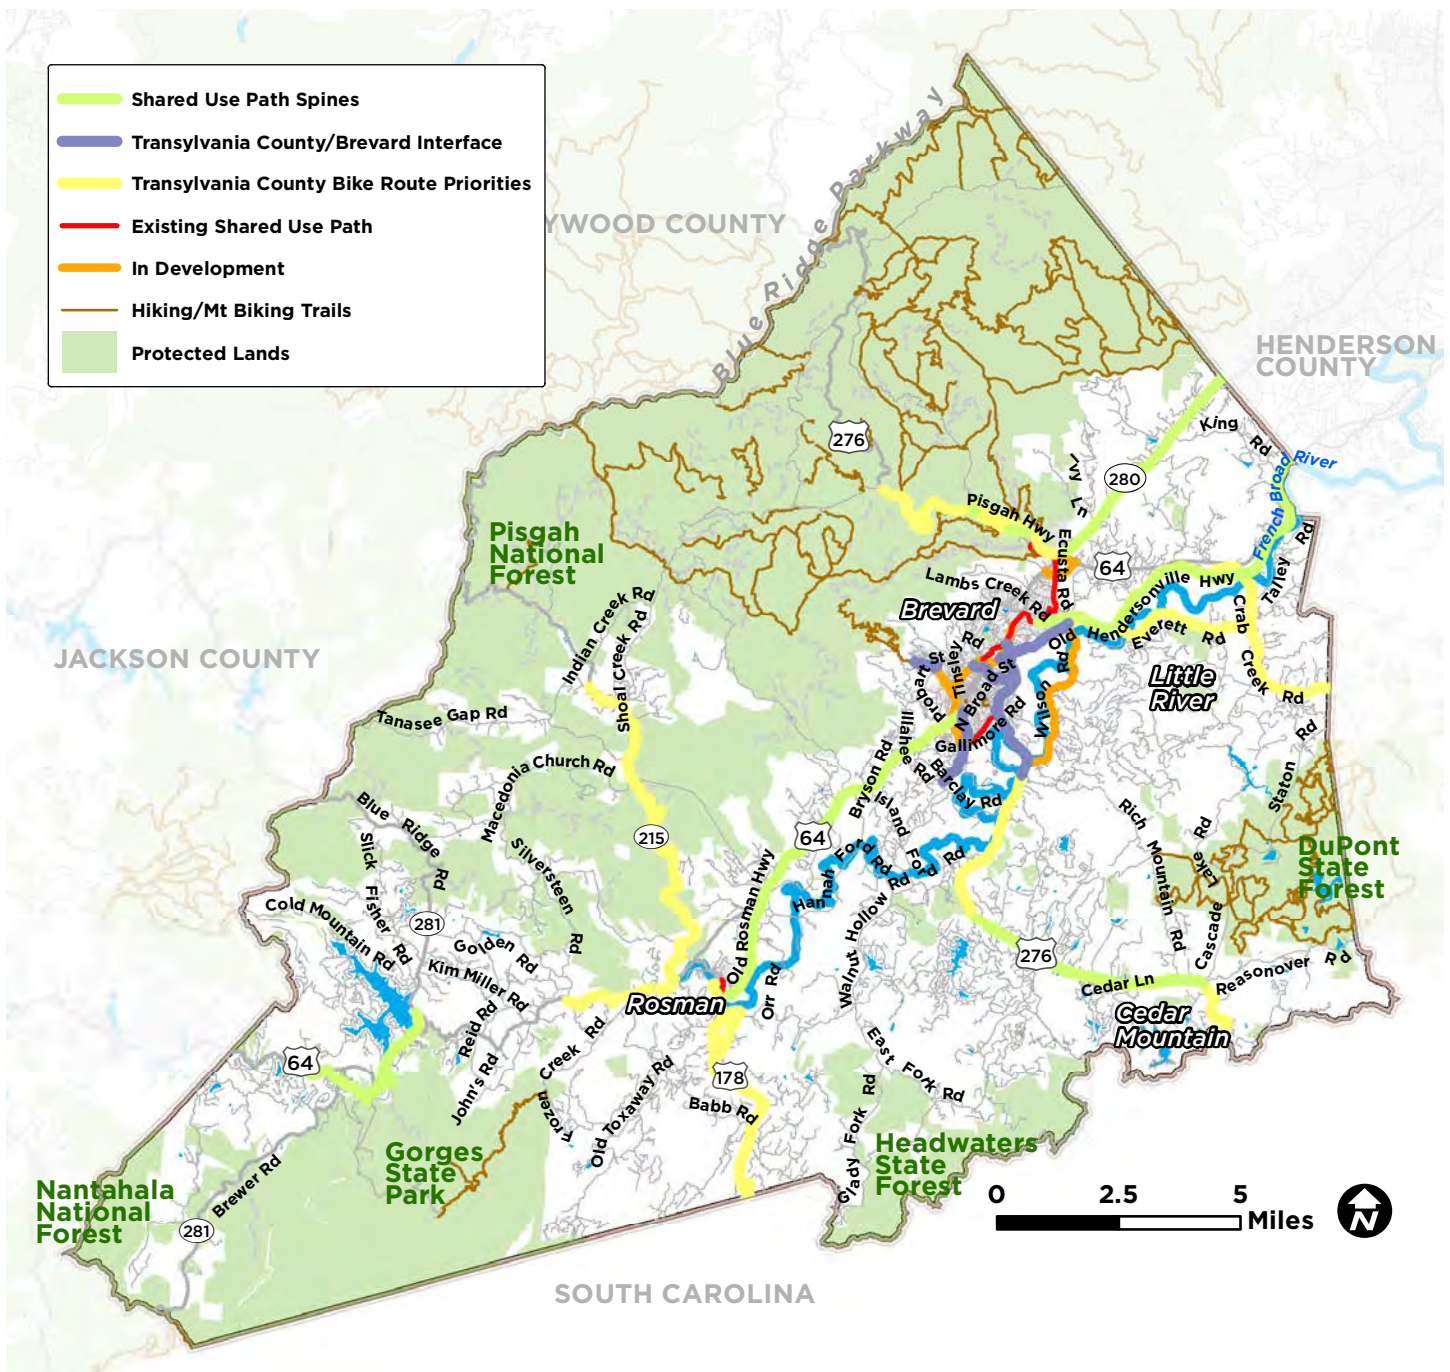 Shared Use Path Spines
Transylvania County/Brevard Interface
Transylvania County Bike Route Priorities
Existing Shared Use Path
In Development
Hiking/Mt Biking Trails
Protected Lands
YWOOD COUNTY
Blue Ridge Parkway
HENDERSON
COUNTY
King Rd
French Broad River
276
280
Ivy Ln
Pisgah Hwy
Ecusta Rd
64
Talley Rd
Pisgah
National
Forest
Lambs Creek Rd
Brevard
Old Hendersonville Hwy
Everett Rd
Crab Creek Rd
Little
River
JACKSON COUNTY
Indian Creek Rd
Shoal Creek Rd
Tanasee Gap Rd
Probart St
Tinsley Rd
N Broad St
Wilson Rd
Gallimore Rd
Illahee Rd
Barclay Rd
Bryson Rd
Island Ford Rd
Staton Rd
Macedonia Church Rd
Blue Ridge Rd
Slick Fisher Rd
Silversteen Rd
215
64
Old Rosman Hwy
Hannah Ford Rd
Walnut Hollow Rd
Rich Mountain Rd
Cascade Lake Rd
DuPont
State
Forest
Cold Mountain Rd
281
Golden Rd
Kim Miller Rd
Reid Rd
John's Rd
Rosman
Orr Rd
276
Cedar Ln
Reasonover Rd
Cedar
Mountain
64
Frozen Creek Rd
Old Toxaway Rd
178
Babb Rd
East Fork Rd
Glady Fork Rd
Gorges
State
Park
Headwaters
State
Forest
Nantahala
National
Forest
Brewer Rd
281
0 2.5 5
Miles
N
SOUTH CAROLINA